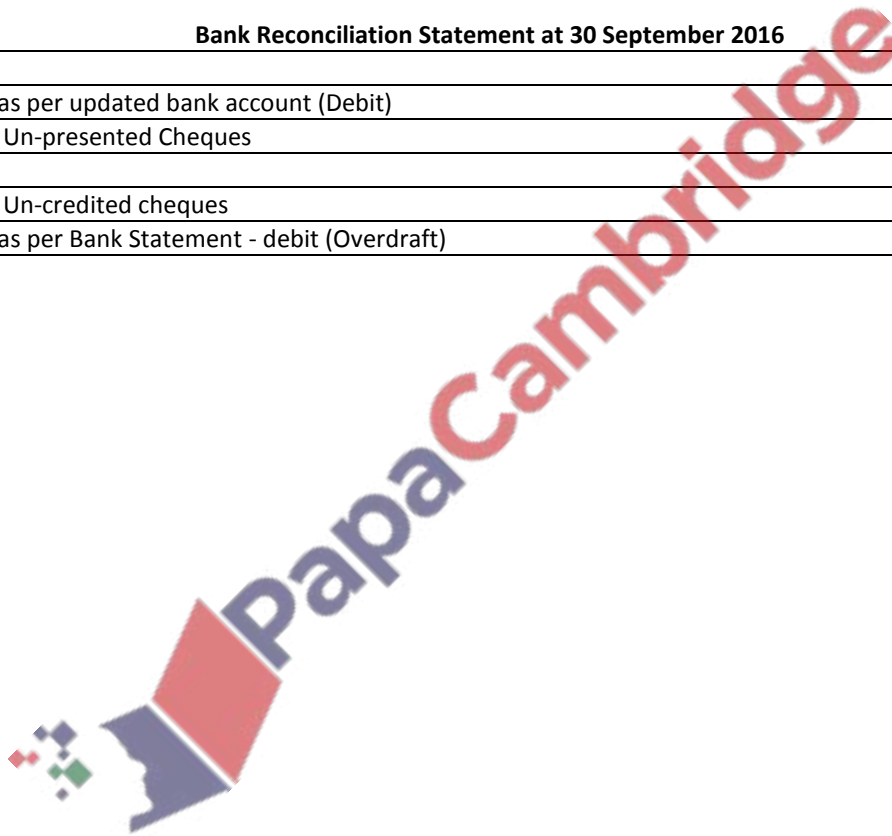 Bank Reconciliation Statement at 30 September 2016
as per updated bank account (Debit)
Un-presented Cheques
Un-credited cheques
as per Bank Statement - debit (Overdraft)
PapaCambridge